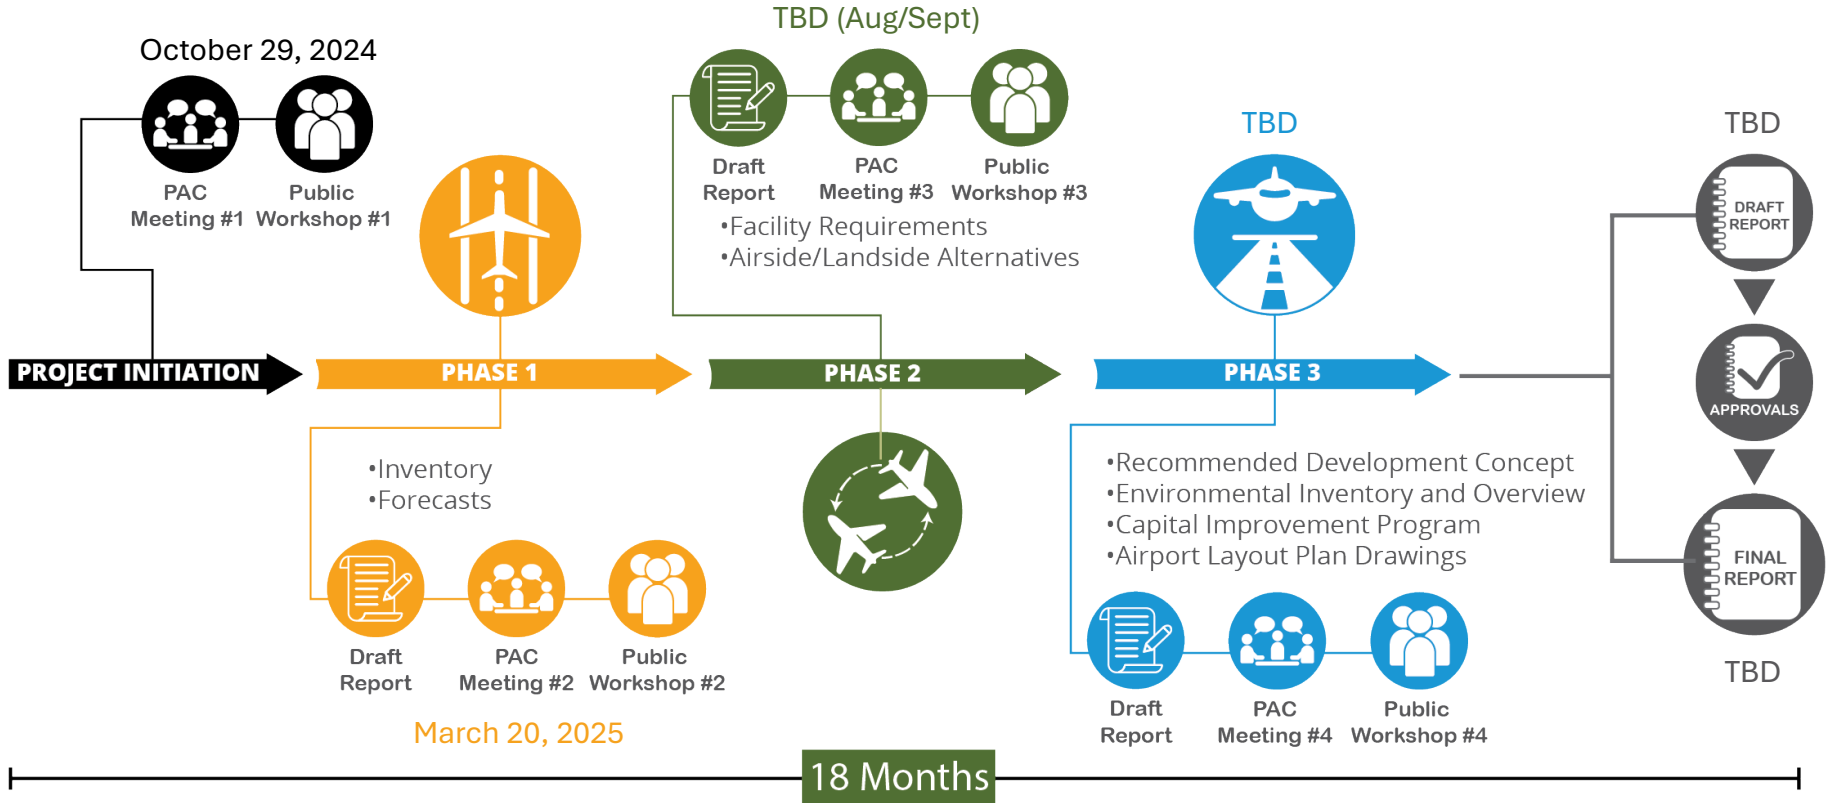 October 29, 2024
PAC
Meeting #1
Public
Workshop #1
PROJECT INITIATION
PHASE 1
•Inventory
•Forecasts
Draft
Report
PAC
Meeting #2
Public
Workshop #2
March 20, 2025
TBD (Aug/Sept)
Draft
Report
PAC
Meeting #3
Public
Workshop #3
•Facility Requirements
•Airside/Landside Alternatives
PHASE 2
TBD
PHASE 3
•Recommended Development Concept
•Environmental Inventory and Overview
•Capital Improvement Program
•Airport Layout Plan Drawings
Draft
Report
PAC
Meeting #4
Public
Workshop #4
TBD
DRAFT
REPORT
APPROVALS
FINAL
REPORT
TBD
18 Months